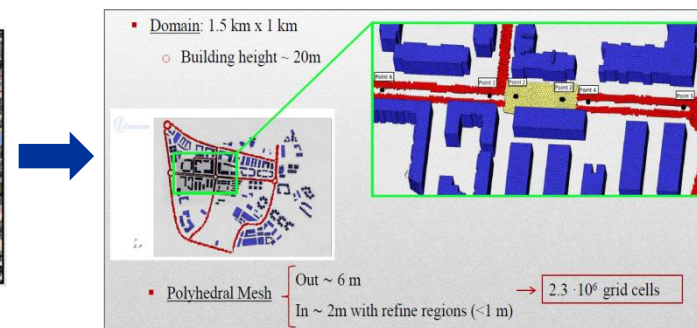 ▪ Domain: 1.5 km x 1 km
○ Building height ~ 20m
Point 6
Point 1
Point 2
Point 3
Point 4
Point 5
Out ~ 6 m
▪ Polyhedral Mesh
In ~ 2m with refine regions (<1 m)
→ 2.3 ·10⁶ grid cells